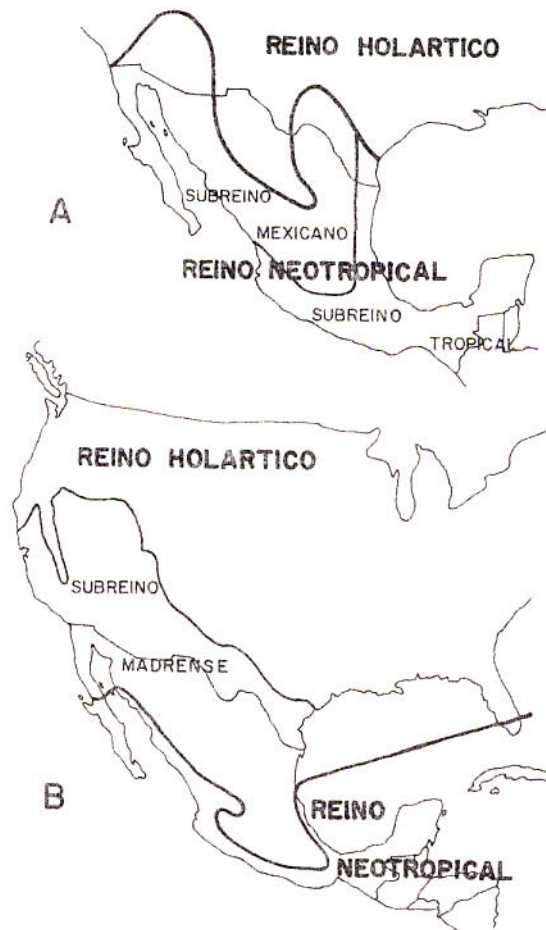 REINO HOLARTICO
SUBREINO
A
MEXICANO
REINO NEOTROPICAL
SUBREINO
TROPICAL
REINO HOLARTICO
SUBREINO
MADRENSE
B
REINO
NEOTROPICAL